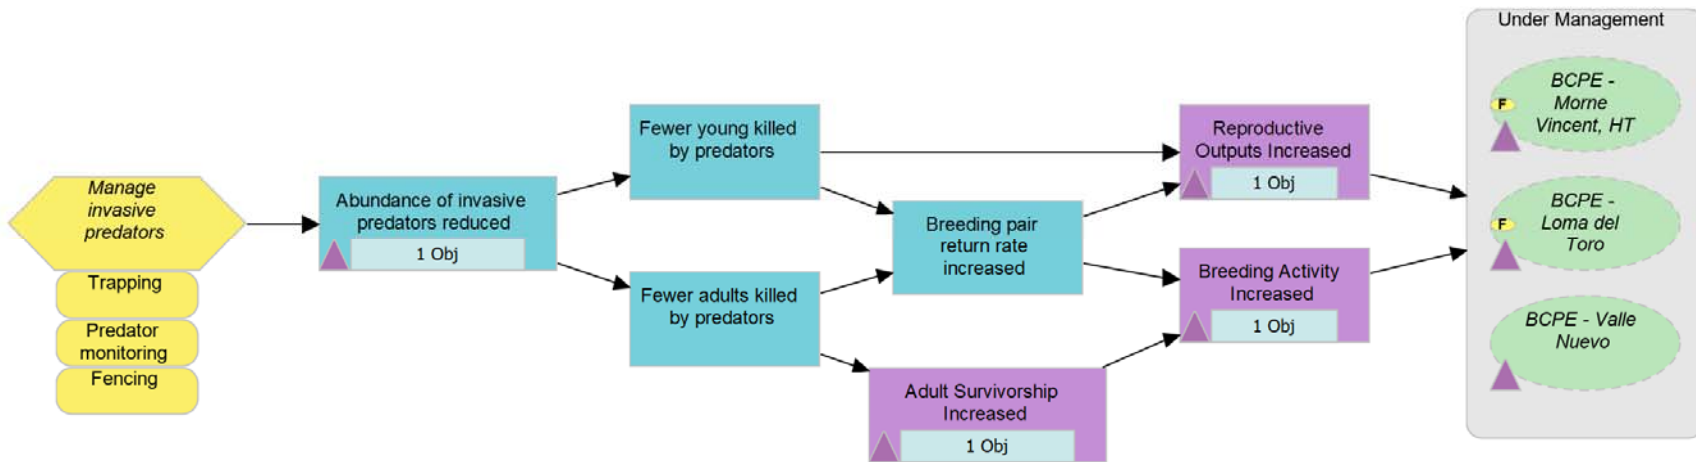 Manage
invasive
predators
Trapping
Predator
monitoring
Fencing
Abundance of invasive
predators reduced
1 Obj
Fewer young killed
by predators
Fewer adults killed
by predators
Breeding pair
return rate
increased
Adult Survivorship
Increased
1 Obj
Reproductive
Outputs Increased
1 Obj
Breeding Activity
Increased
1 Obj
Under Management
BCPE -
Morne
Vincent, HT
F
BCPE -
Loma del
Toro
F
BCPE - Valle
Nuevo